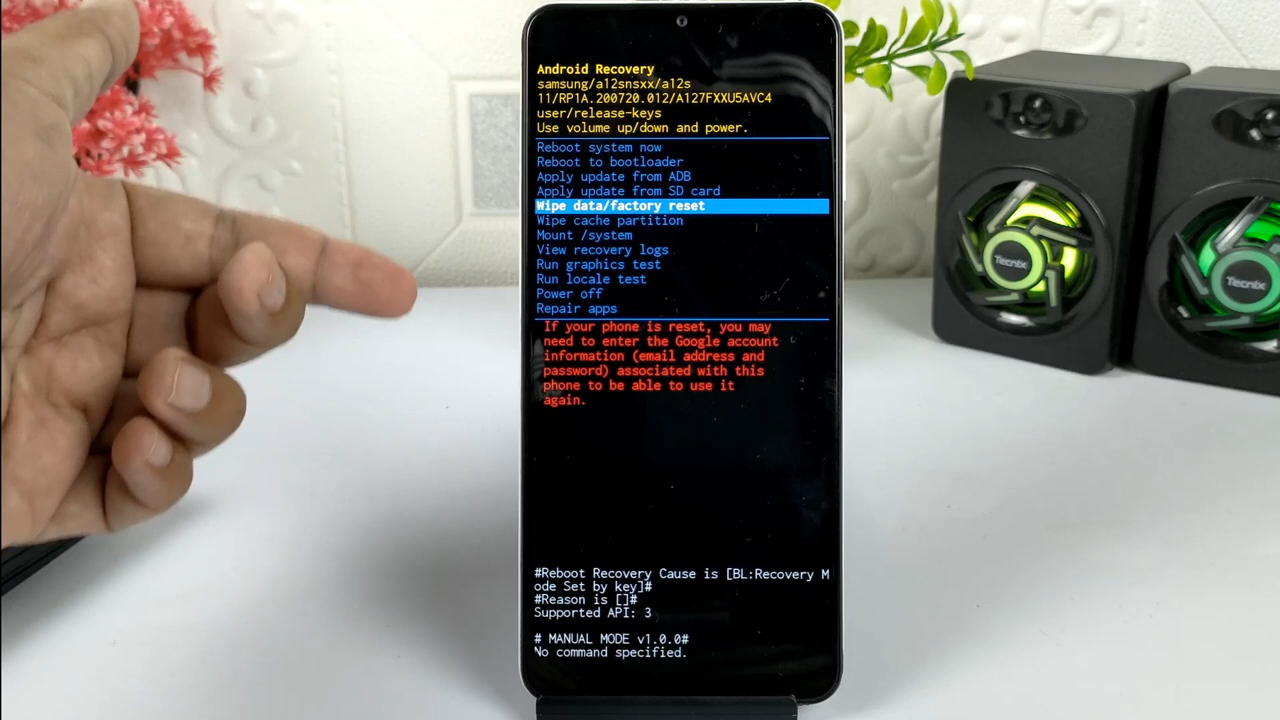 Android Recovery
samsung/a12snsxx/a12s
11/RP1A.200720.012/A127FXXU5AVC4
user/release-keys
Use volume up/down and power.
Reboot system now
Reboot to bootloader
Apply update from ADB
Apply update from SD card
Wipe data/factory reset
Wipe cache partition
Mount /system
View recovery logs
Run graphics test
Run locale test
Power off
Repair apps
If your phone is reset, you may
need to enter the Google account
information (email address and
password) associated with this
phone to be able to use it
again.
#Reboot Recovery Cause is [BL:Recovery M
ode Set by key]#
#Reason is []#
Supported API: 3
# MANUAL MODE v1.0.0#
No command specified.
Tecnix
Tecnix